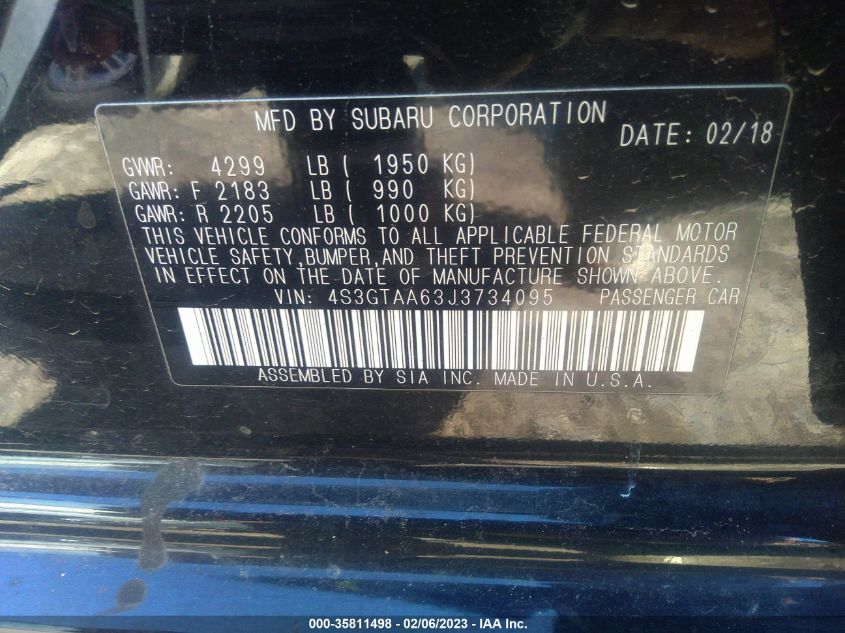 MFD BY SUBARU CORPORATION
DATE: 02/18
GVWR: 4299 LB ( 1950 KG)
GAWR: F 2183 LB ( 990 KG)
GAWR: R 2205 LB ( 1000 KG)
THIS VEHICLE CONFORMS TO ALL APPLICABLE FEDERAL MOTOR
VEHICLE SAFETY,BUMPER,AND THEFT PREVENTION STANDARDS
IN EFFECT ON THE DATE OF MANUFACTURE SHOWN ABOVE.
VIN: 4S3GTAA63J3734095 PASSENGER CAR
ASSEMBLED BY SIA INC. MADE IN U.S.A.
000-35811498 - 02/06/2023 - IAA Inc.